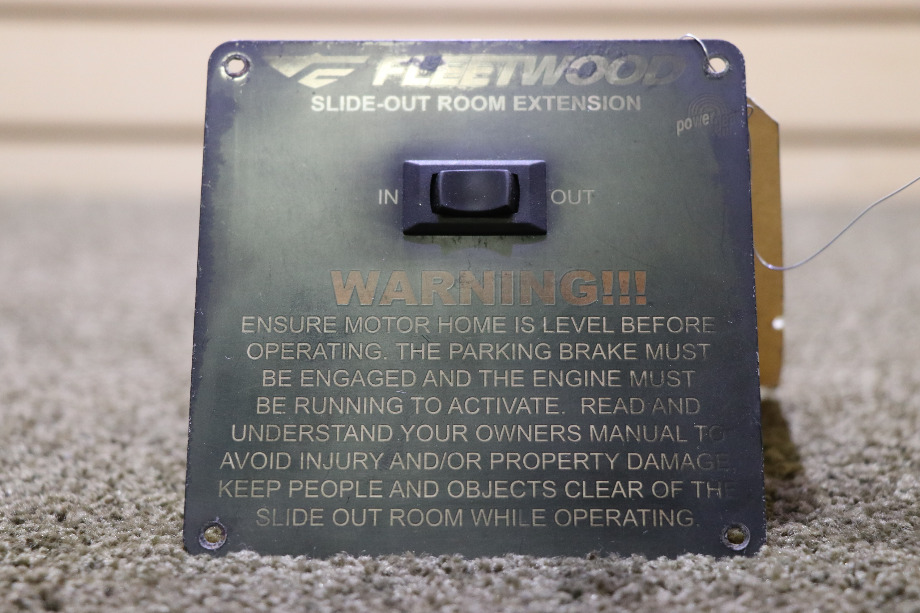 FLEETWOOD
SLIDE-OUT ROOM EXTENSION
power
IN OUT
WARNING!!!
ENSURE MOTOR HOME IS LEVEL BEFORE
OPERATING. THE PARKING BRAKE MUST
BE ENGAGED AND THE ENGINE MUST
BE RUNNING TO ACTIVATE. READ AND
UNDERSTAND YOUR OWNERS MANUAL TO
AVOID INJURY AND/OR PROPERTY DAMAGE.
KEEP PEOPLE AND OBJECTS CLEAR OF THE
SLIDE OUT ROOM WHILE OPERATING.